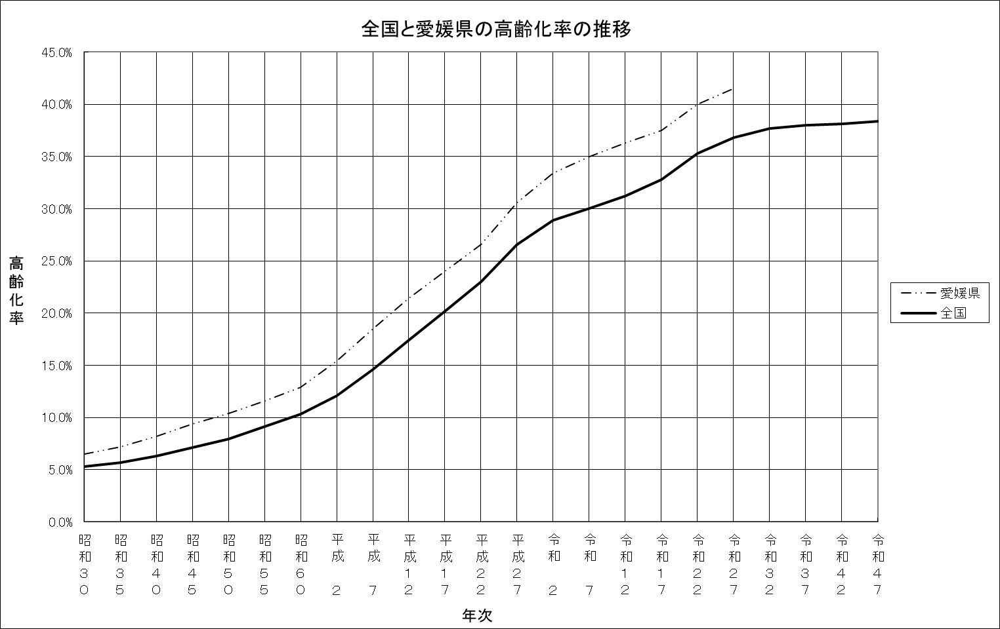 全国と愛媛県の高齢化率の推移
45.0%
40.0%
35.0%
30.0%
25.0%
20.0%
15.0%
10.0%
5.0%
0.0%
高齢化率
昭和30
昭和35
昭和40
昭和45
昭和50
昭和55
昭和60
平成 2
平成 7
平成12
平成17
平成22
平成27
令和 2
令和 7
令和12
令和17
令和22
令和27
令和32
令和37
令和42
令和47
年次
愛媛県
全国